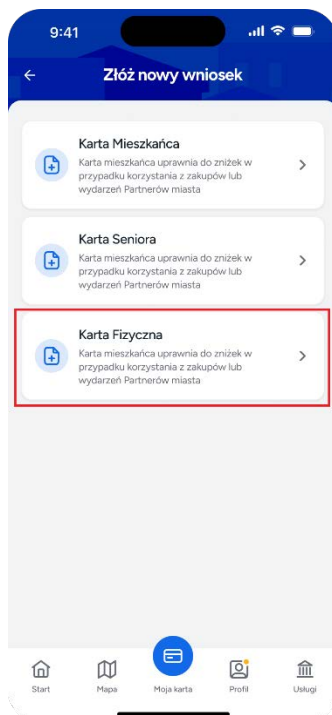 9:41
Złóż nowy wniosek
Karta Mieszkańca
Karta mieszkańca uprawnia do zniżek w
przypadku korzystania z zakupów lub
wydarzeń Partnerów miasta
Karta Seniora
Karta mieszkańca uprawnia do zniżek w
przypadku korzystania z zakupów lub
wydarzeń Partnerów miasta
Karta Fizyczna
Karta mieszkańca uprawnia do zniżek w
przypadku korzystania z zakupów lub
wydarzeń Partnerów miasta
Start
Mapa
Moja karta
Profil
Usługi